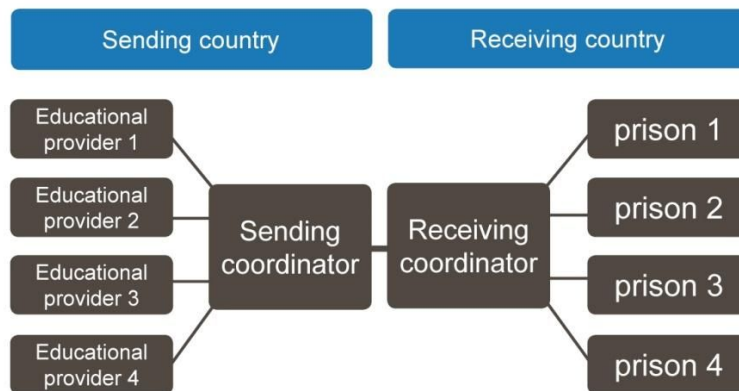 Sending country
Receiving country
Educational
provider 1
Educational
provider 2
Educational
provider 3
Educational
provider 4
Sending
coordinator
Receiving
coordinator
prison 1
prison 2
prison 3
prison 4